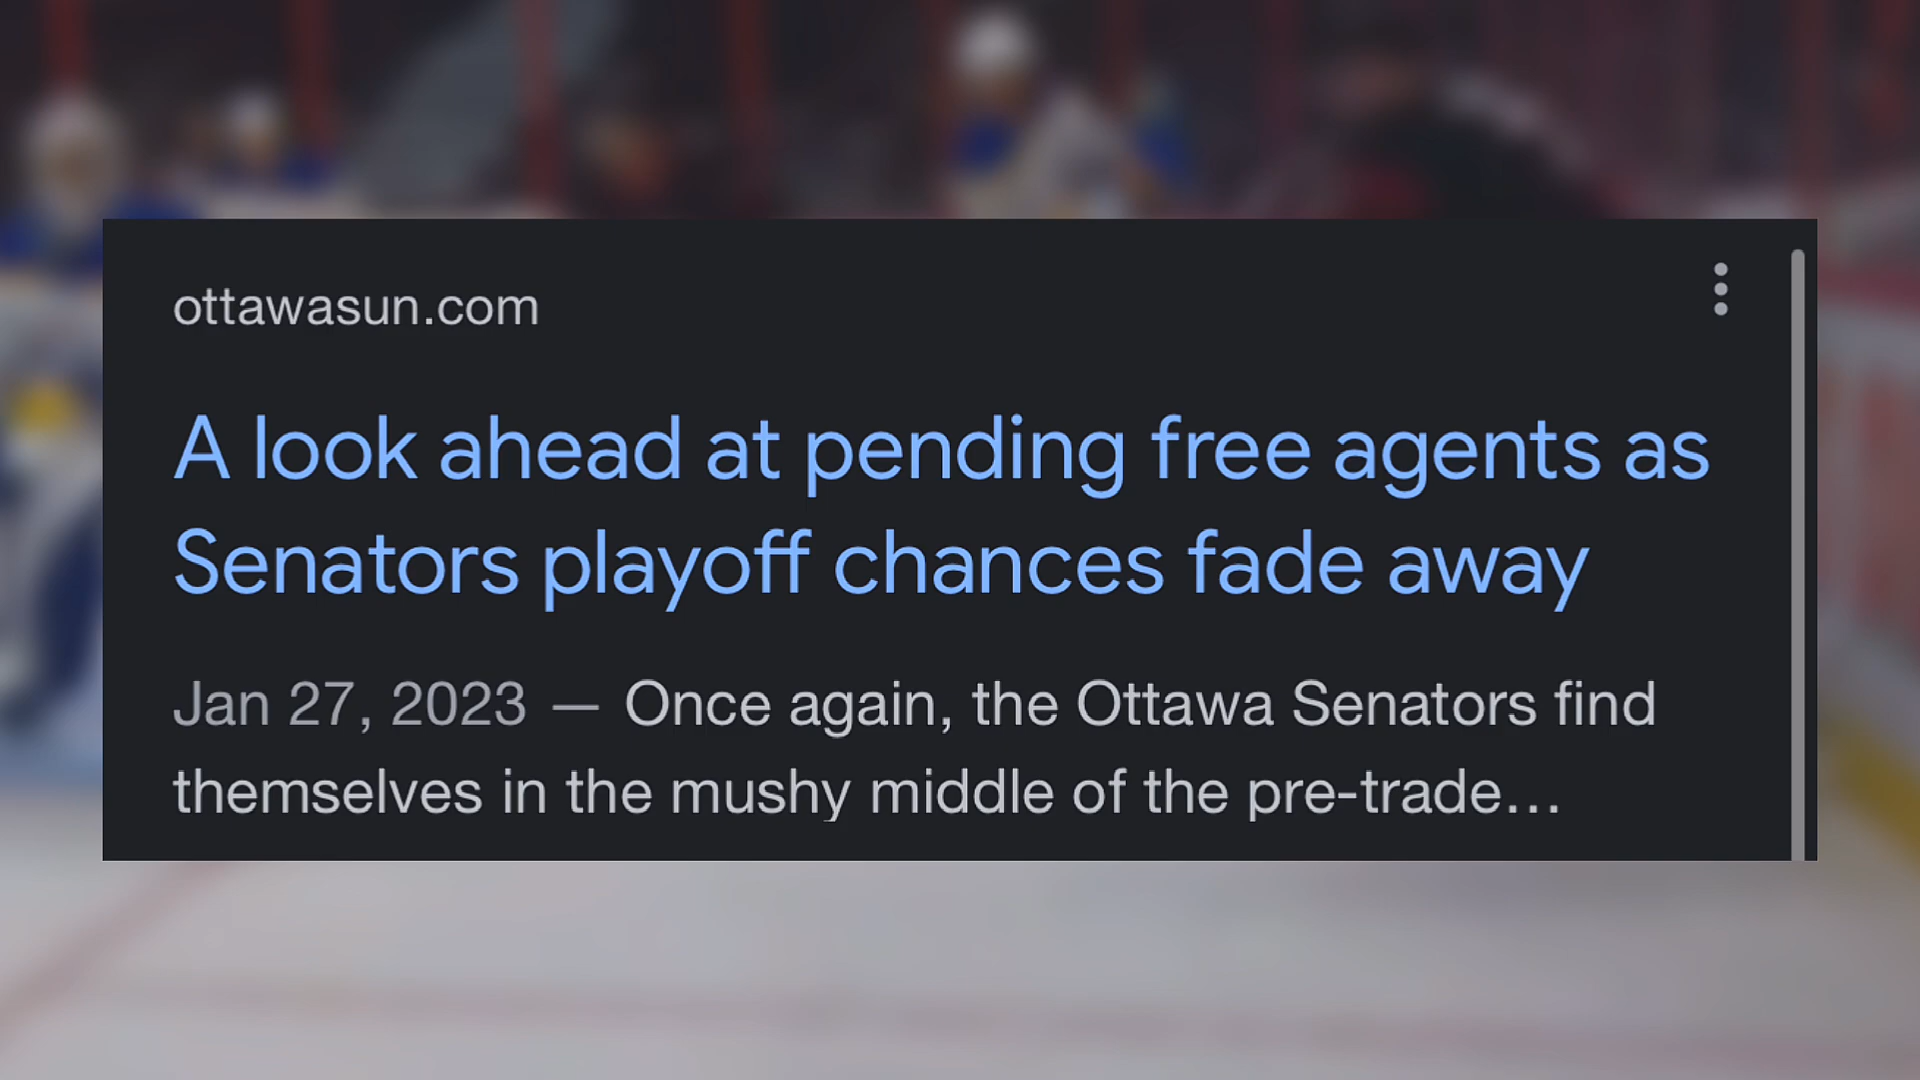 ottawasun.com
A look ahead at pending free agents as
Senators playoff chances fade away
Jan 27, 2023 — Once again, the Ottawa Senators find
themselves in the mushy middle of the pre-trade...